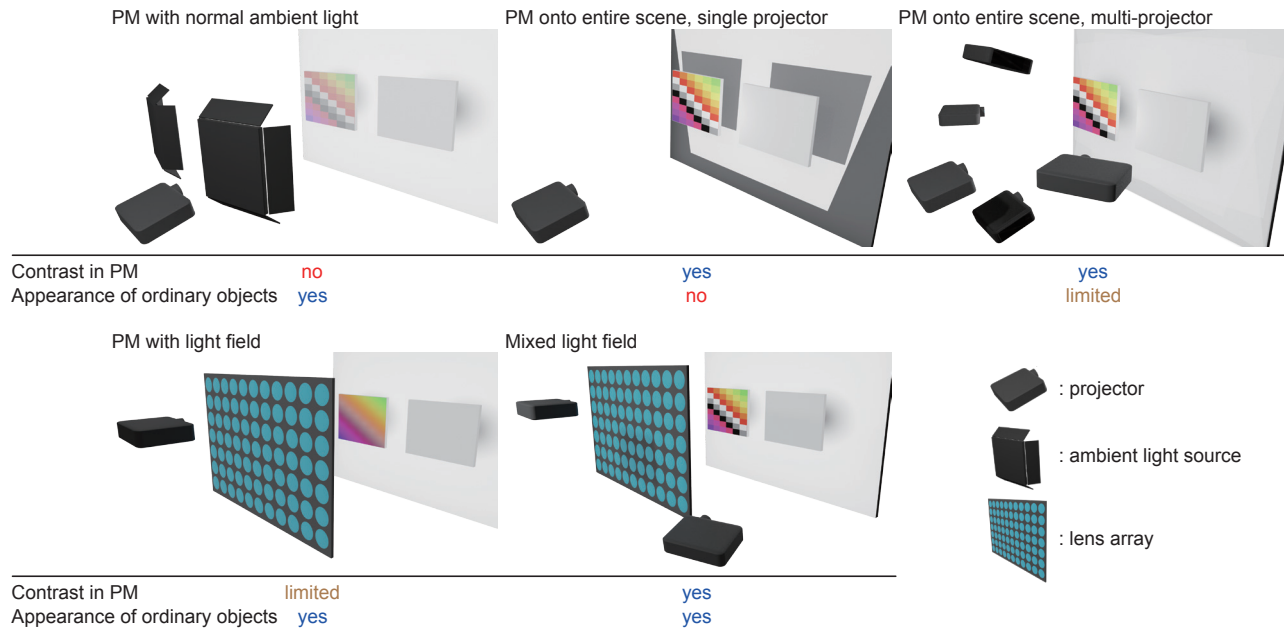 PM with normal ambient light
PM onto entire scene, single projector
PM onto entire scene, multi-projector
Contrast in PM no yes yes
Appearance of ordinary objects yes no limited
PM with light field
Mixed light field
: projector
: ambient light source
: lens array
Contrast in PM limited yes
Appearance of ordinary objects yes yes